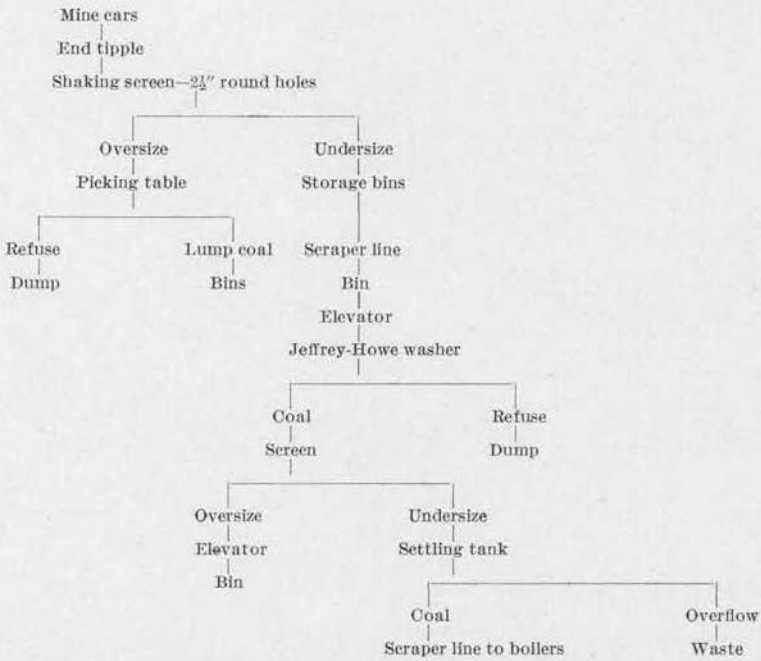 Mine cars
End tipple
Shaking screen—2½″ round holes
Oversize Undersize
Picking table Storage bins
Refuse Lump coal Scraper line
Dump Bins Bin
Elevator
Jeffrey-Howe washer
Coal Refuse
Screen Dump
Oversize Undersize
Elevator Settling tank
Bin
Coal Overflow
Scraper line to boilers Waste